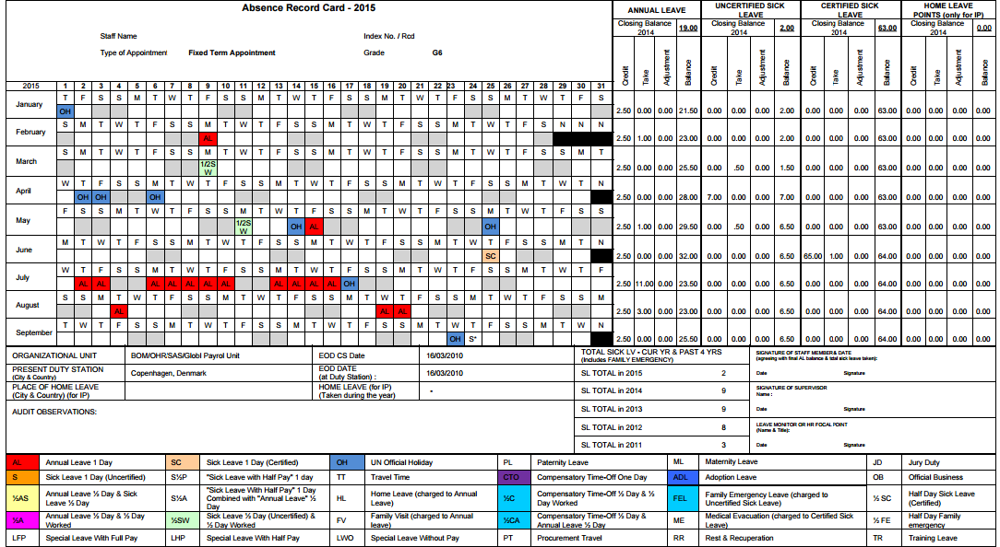 Absence Record Card - 2015
Staff Name
Index No. / Rcd
Type of Appointment Fixed Term Appointment Grade G6
ANNUAL LEAVE UNCERTIFIED SICK LEAVE CERTIFIED SICK LEAVE HOME LEAVE POINTS (only for IP)
Closing Balance 2014 19.00 Closing Balance 2014 2.00 Closing Balance 2014 63.00 Closing Balance 2014 0.00
Credit Take Adjustment Balance Credit Take Adjustment Balance Credit Take Adjustment Balance Credit Take Adjustment Balance
2015 1 2 3 4 5 6 7 8 9 10 11 12 13 14 15 16 17 18 19 20 21 22 23 24 25 26 27 28 29 30 31
T F S S M T W T F S S M T W T F S S M T W T F S S M T W T F S
January OH 2.50 0.00 0.00 21.50 0.00 0.00 0.00 2.00 0.00 0.00 0.00 63.00 0.00 0.00 0.00 0.00
S M T W T F S S M T W T F S S M T W T F S S M T W T F S N N N
February AL 2.50 1.00 0.00 23.00 0.00 0.00 0.00 2.00 0.00 0.00 0.00 63.00 0.00 0.00 0.00 0.00
S M T W T F S S M T W T F S S M T W T F S S M T W T F S S M T
March 1/2S W 2.50 0.00 0.00 25.50 0.00 .50 0.00 1.50 0.00 0.00 0.00 63.00 0.00 0.00 0.00 0.00
W T F S S M T W T F S S M T W T F S S M T W T F S S M T W T N
April OH OH OH 2.50 0.00 0.00 28.00 7.00 0.00 0.00 7.00 0.00 0.00 0.00 63.00 0.00 0.00 0.00 0.00
F S S M T W T F S S M T W T F S S M T W T F S S M T W T F S S
May 1/2S W OH AL OH 2.50 1.00 0.00 29.50 0.00 .50 0.00 6.50 0.00 0.00 0.00 63.00 0.00 0.00 0.00 0.00
M T W T F S S M T W T F S S M T W T F S S M T W T F S S M T N
June SC 2.50 0.00 0.00 32.00 0.00 0.00 0.00 6.50 65.00 1.00 0.00 64.00 0.00 0.00 0.00 0.00
W T F S S M T W T F S S M T W T F S S M T W T F S S M T W T F
July AL AL AL AL AL AL AL AL AL AL AL OH 2.50 11.00 0.00 23.50 0.00 0.00 0.00 6.50 0.00 0.00 0.00 64.00 0.00 0.00 0.00 0.00
S S M T W T F S S M T W T F S S M T W T F S S M T W T F S S M
August AL AL AL 2.50 3.00 0.00 23.00 0.00 0.00 0.00 6.50 0.00 0.00 0.00 64.00 0.00 0.00 0.00 0.00
T W T F S S M T W T F S S M T W T F S S M T W T F S S M T W N
September OH S* 2.50 0.00 0.00 25.50 0.00 0.00 0.00 6.50 0.00 0.00 0.00 64.00 0.00 0.00 0.00 0.00
ORGANIZATIONAL UNIT BOM/OHR/SAS/Globl Payrol Unit EOD CS Date 16/03/2010
PRESENT DUTY STATION (City & Country) Copenhagen, Denmark EOD DATE (at Duty Station) : 16/03/2010
PLACE OF HOME LEAVE (City & Country) (for IP) HOME LEAVE (for IP) (Taken during the year) -
AUDIT OBSERVATIONS:
TOTAL SICK LV - CUR YR & PAST 4 YRS
(Includes FAMILY EMERGENCY)
SL TOTAL in 2015 2
SL TOTAL in 2014 9
SL TOTAL in 2013 9
SL TOTAL in 2012 8
SL TOTAL in 2011 3
SIGNATURE OF STAFF MEMBER & DATE
(agreeing with final AL balance & total sick leave taken):
Date Signature
SIGNATURE OF SUPERVISOR
Name :
Date Signature
LEAVE MONITOR OR HR FOCAL POINT
(Name & Title):
Date Signature
AL Annual Leave 1 Day SC Sick Leave 1 Day (Certified) OH UN Official Holiday PL Paternity Leave ML Maternity Leave JD Jury Duty
S Sick Leave 1 Day (Uncertified) S½P "Sick Leave with Half Pay" 1 day TT Travel Time CTO Compensatory Time-Off One Day ADL Adoption Leave OB Official Business
½AS Annual Leave ½ Day & Sick Leave ½ Day S½A "Sick Leave With Half Pay" 1 Day Combined with "Annual Leave" ½ Day HL Home Leave (charged to Annual Leave) ½C Compensatory Time-Off ½ Day & ½ Day Worked FEL Family Emergency Leave (charged to Uncertified Sick Leave) ½ SC Half Day Sick Leave (Certified)
½A Annual Leave ½ Day & ½ Day Worked ½SW Sick Leave ½ Day (Uncertified) & ½ Day Worked FV Family Visit (charged to Annual leave) ½CA Compensatory Time-Off ½ Day & Annual Leave ½ Day ME Medical Evacuation (charged to Certified Sick Leave) ½ FE Half Day Family emergency
LFP Special Leave With Full Pay LHP Special Leave With Half Pay LWO Special Leave Without Pay PT Procurement Travel RR Rest & Recuperation TR Training Leave